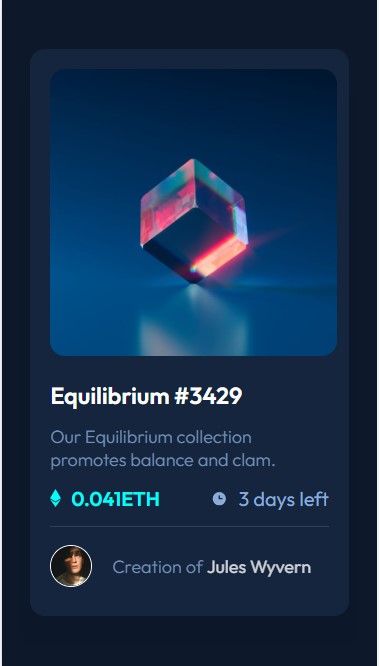 Equilibrium #3429
Our Equilibrium collection
promotes balance and clam.
0.041ETH 3 days left
Creation of Jules Wyvern